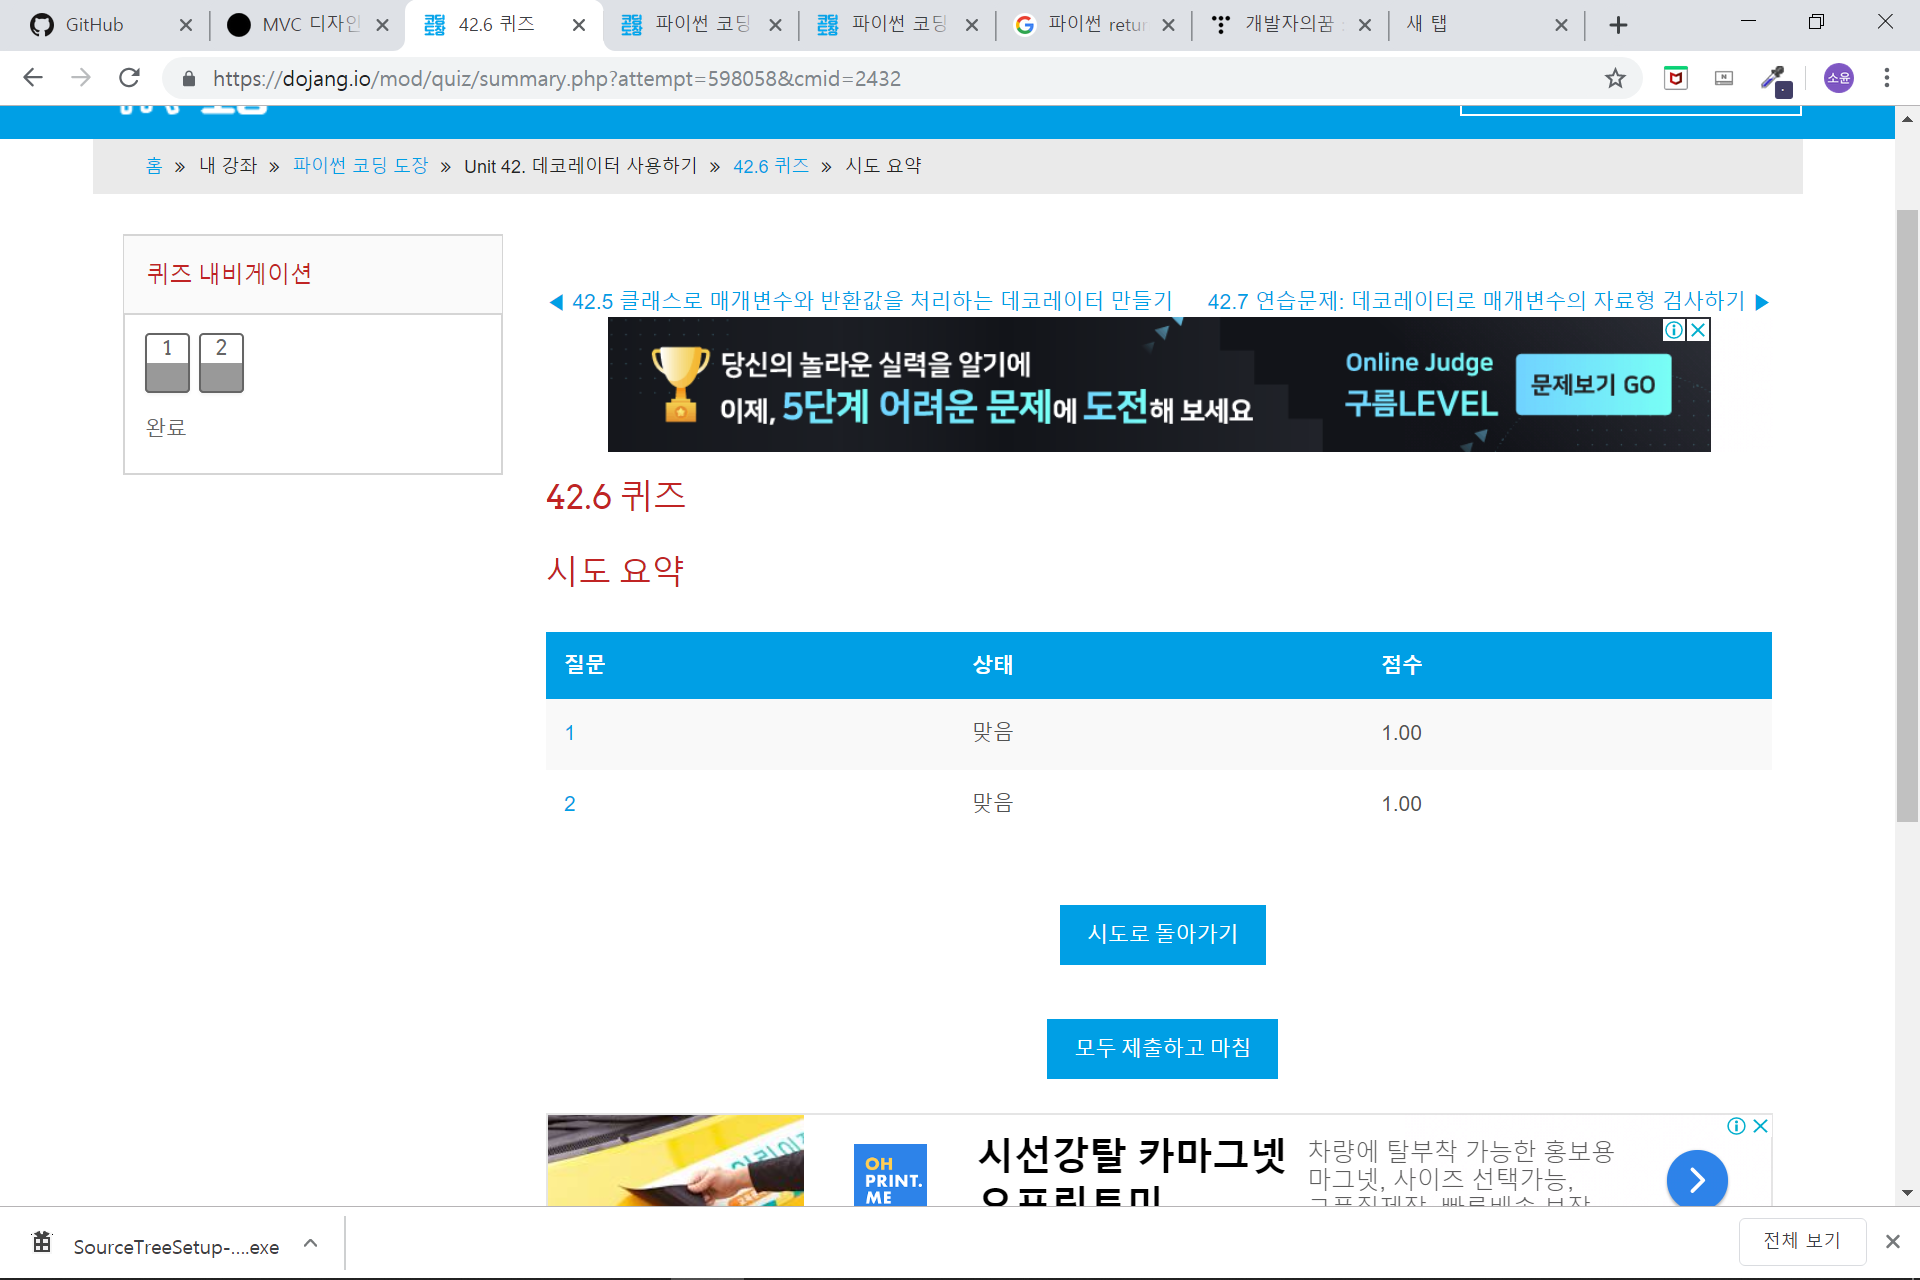 GitHub
MVC 디자인
42.6 퀴즈
파이썬 코딩
파이썬 코딩
파이썬 retur
개발자의꿈
새 탭
https://dojang.io/mod/quiz/summary.php?attempt=598058&cmid=2432
소윤
홈 » 내 강좌 » 파이썬 코딩 도장 » Unit 42. 데코레이터 사용하기 » 42.6 퀴즈 » 시도 요약
퀴즈 내비게이션
1 2
완료
◀ 42.5 클래스로 매개변수와 반환값을 처리하는 데코레이터 만들기
42.7 연습문제: 데코레이터로 매개변수의 자료형 검사하기 ▶
당신의 놀라운 실력을 알기에
이제, 5단계 어려운 문제에 도전해 보세요
Online Judge
구름LEVEL
문제보기 GO
42.6 퀴즈
시도 요약
질문 상태 점수
1 맞음 1.00
2 맞음 1.00
시도로 돌아가기
모두 제출하고 마침
OH
PRINT.
ME
시선강탈 카마그넷
오프린트미
차량에 탈부착 가능한 홍보용
마그넷, 사이즈 선택가능,
SourceTreeSetup-....exe
전체 보기